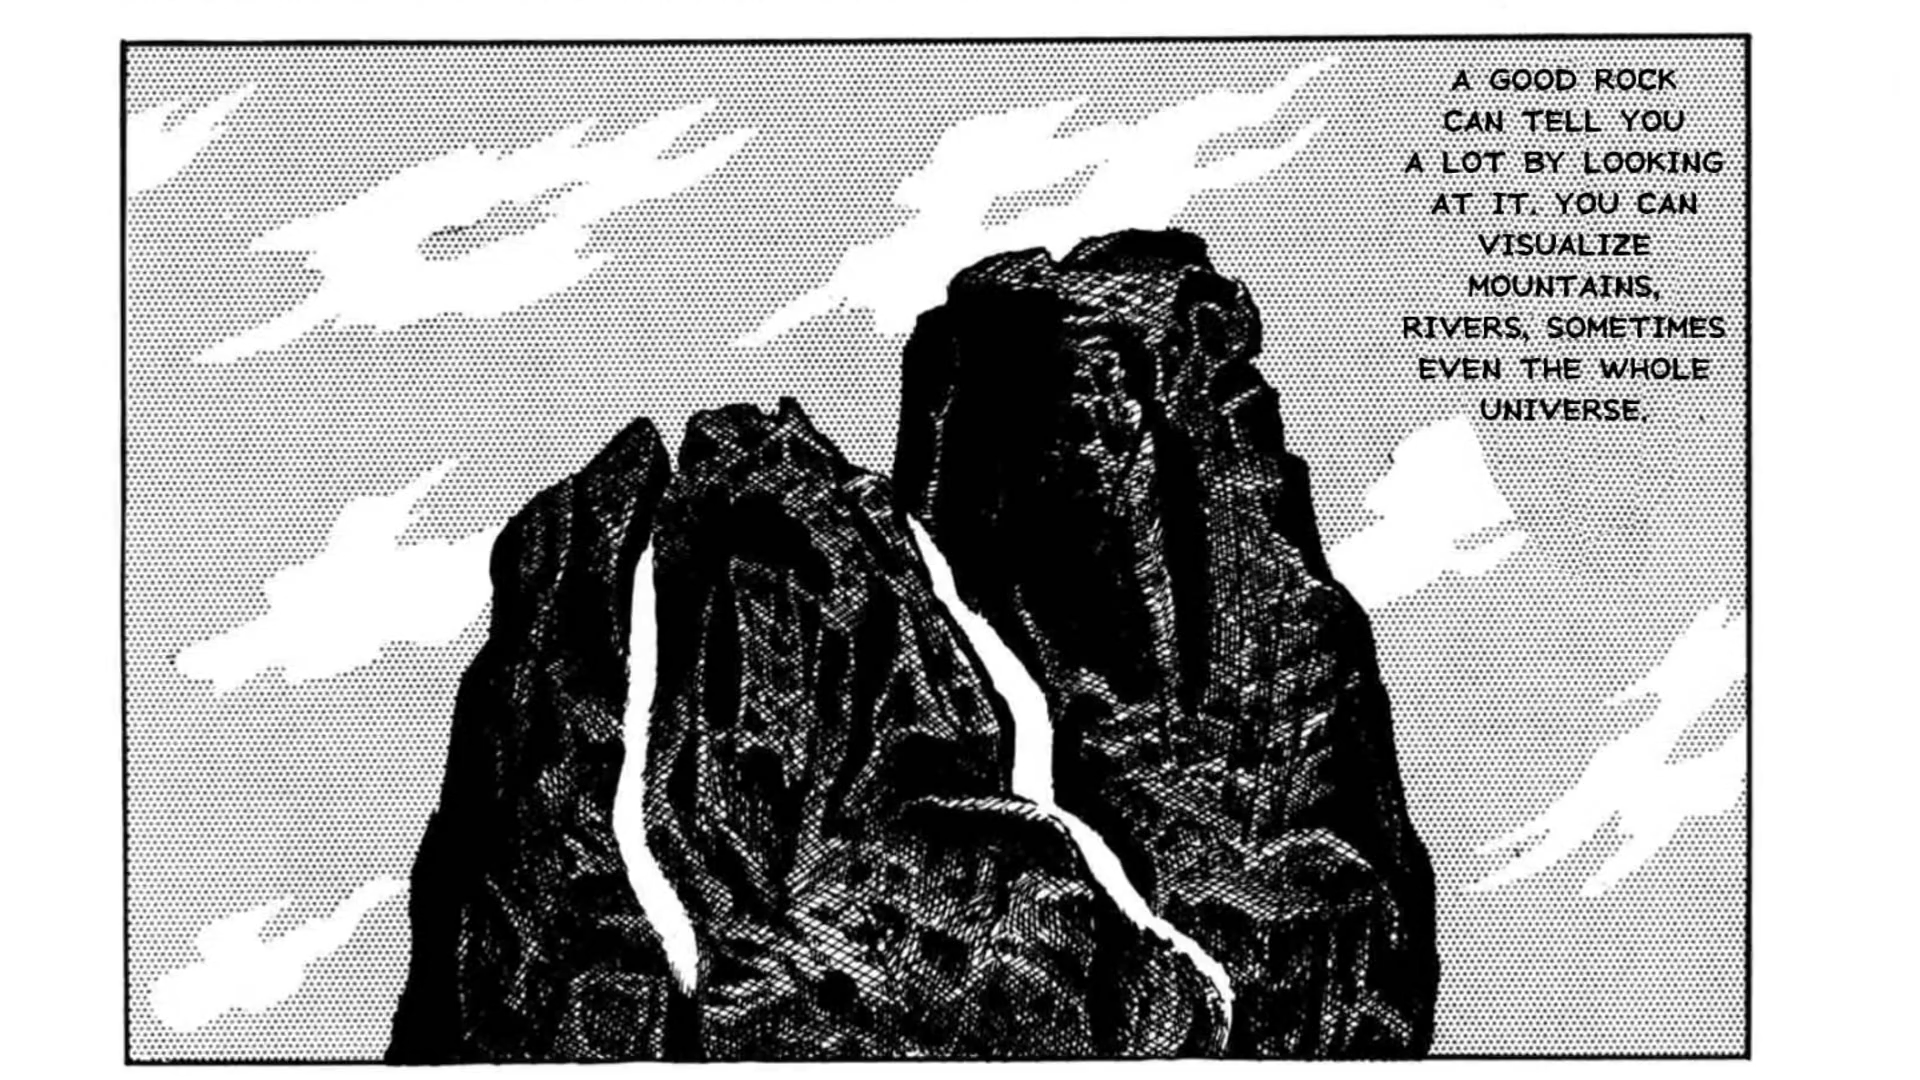 A GOOD ROCK
CAN TELL YOU
A LOT BY LOOKING
AT IT. YOU CAN
VISUALIZE
MOUNTAINS,
RIVERS, SOMETIMES
EVEN THE WHOLE
UNIVERSE.